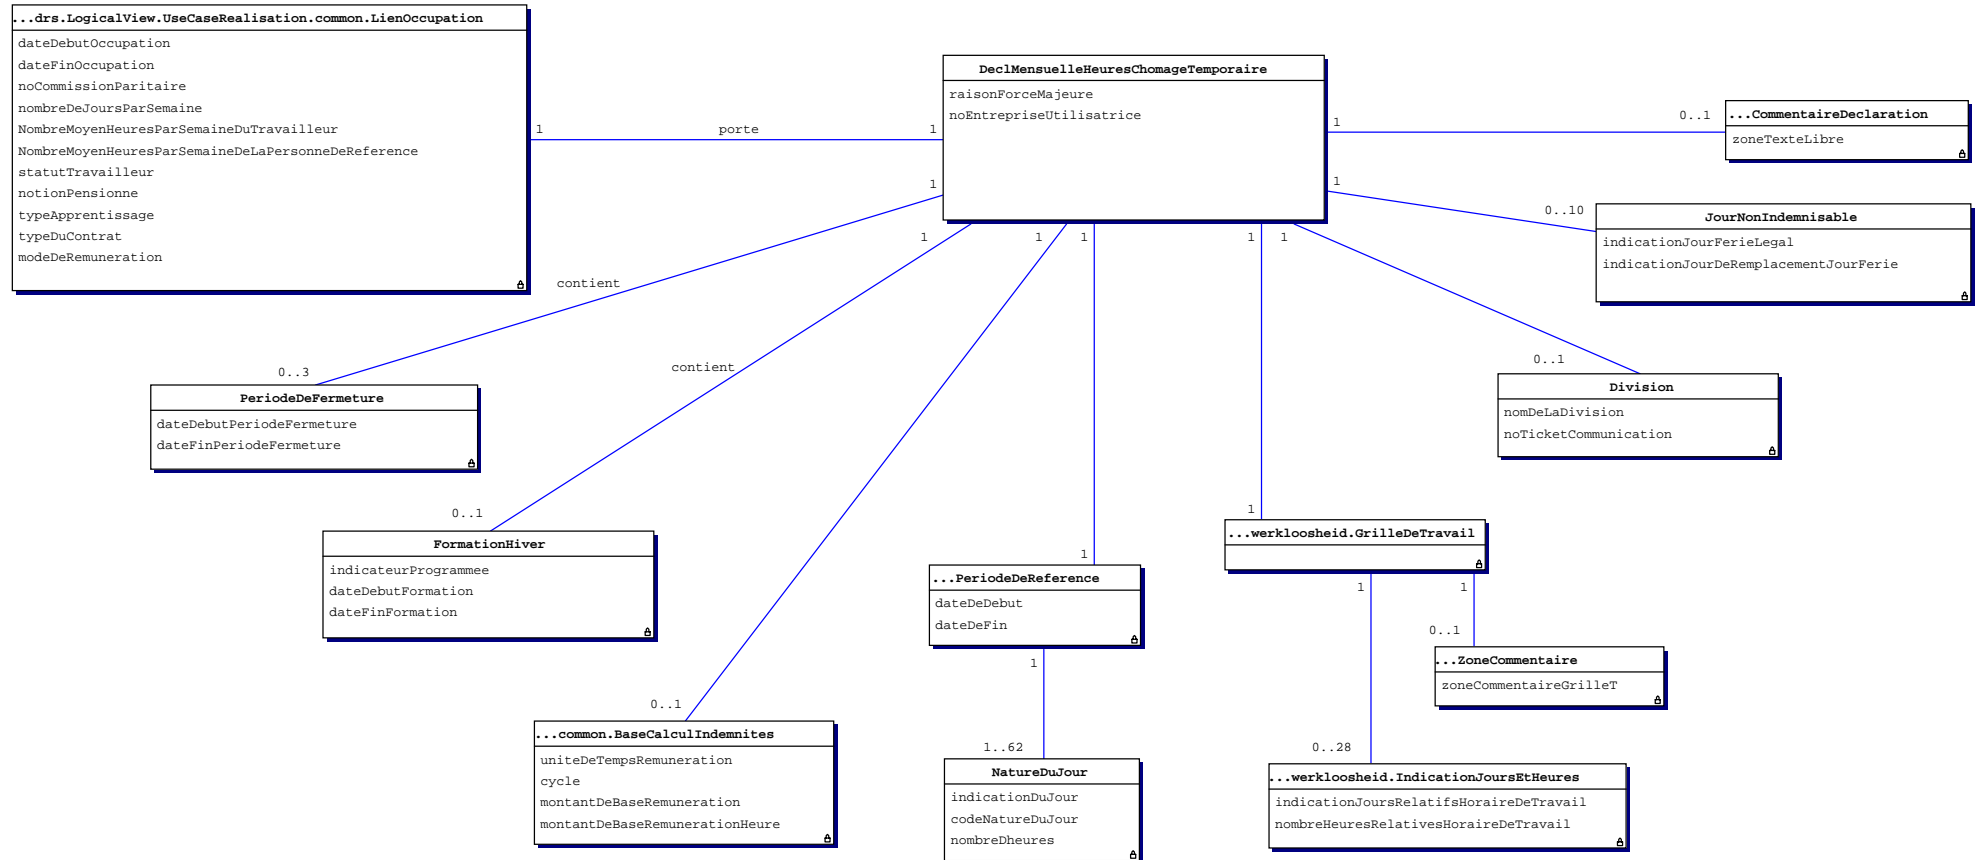 ...drs.LogicalView.UseCaseRealisation.common.LienOccupation
dateDebutOccupation
dateFinOccupation
noCommissionParitaire
nombreDeJoursParSemaine
NombreMoyenHeuresParSemaineDuTravailleur
NombreMoyenHeuresParSemaineDeLaPersonneDeReference
statutTravailleur
notionPensionne
typeApprentissage
typeDuContrat
modeDeRemuneration
1
porte
1
DeclMensuelleHeuresChomageTemporaire
raisonForceMajeure
noEntrepriseUtilisatrice
1
0..1
...CommentaireDeclaration
zoneTexteLibre
1
0..10
JourNonIndemnisable
indicationJourFerieLegal
indicationJourDeRemplacementJourFerie
1
contient
0..3
PeriodeDeFermeture
dateDebutPeriodeFermeture
dateFinPeriodeFermeture
1
contient
0..1
FormationHiver
indicateurProgrammee
dateDebutFormation
dateFinFormation
1
0..1
...common.BaseCalculIndemnites
uniteDeTempsRemuneration
cycle
montantDeBaseRemuneration
montantDeBaseRemunerationHeure
1
1
...PeriodeDeReference
dateDeDebut
dateDeFin
1
1..62
NatureDuJour
indicationDuJour
codeNatureDuJour
nombreDheures
1
1
...werkloosheid.GrilleDeTravail
1
0..28
...werkloosheid.IndicationJoursEtHeures
indicationJoursRelatifsHoraireDeTravail
nombreHeuresRelativesHoraireDeTravail
1
0..1
...ZoneCommentaire
zoneCommentaireGrilleT
1
0..1
Division
nomDeLaDivision
noTicketCommunication